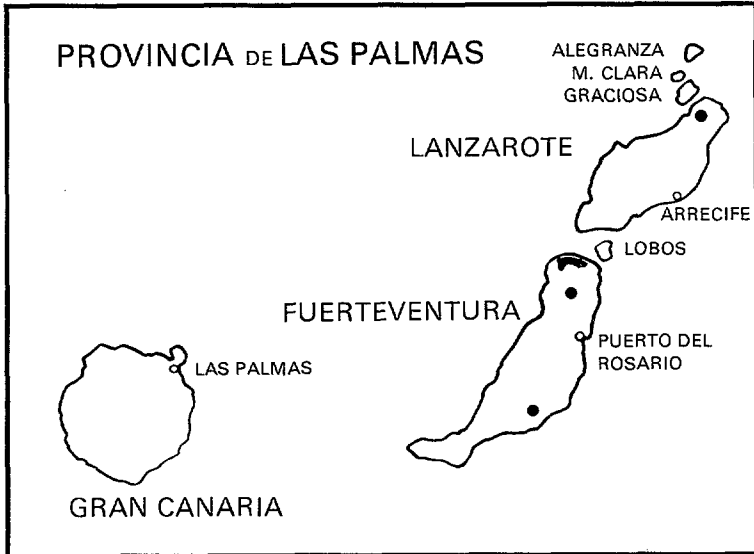 PROVINCIA DE LAS PALMAS
ALEGRANZA
M. CLARA
GRACIOSA
LANZAROTE
ARRECIFE
LOBOS
FUERTEVENTURA
PUERTO DEL
ROSARIO
LAS PALMAS
GRAN CANARIA